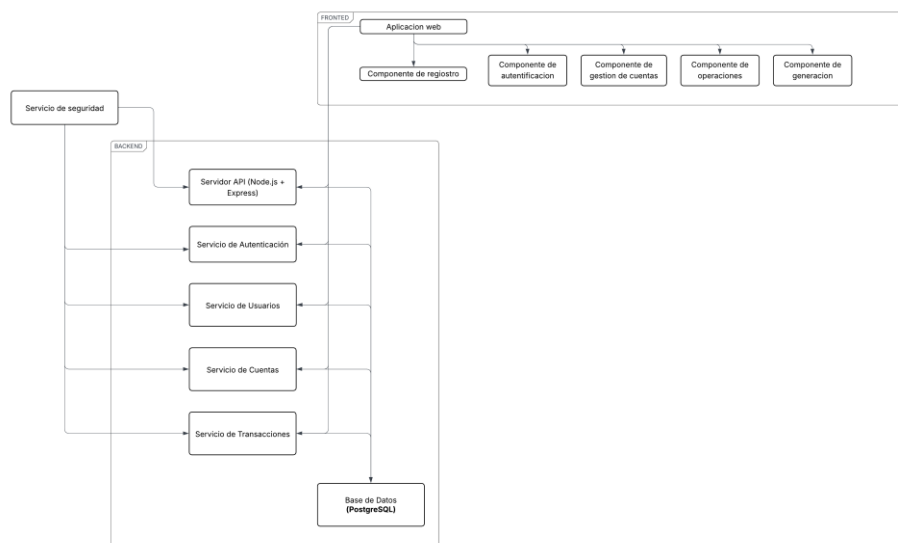 FRONTED
Aplicacion web
Componente de registro
Componente de
autentificacion
Componente de
gestion de cuentas
Componente de
operaciones
Componente de
generacion
Servicio de seguridad
BACKEND
Servidor API (Node.js +
Express)
Servicio de Autenticación
Servicio de Usuarios
Servicio de Cuentas
Servicio de Transacciones
Base de Datos
(PostgreSQL)